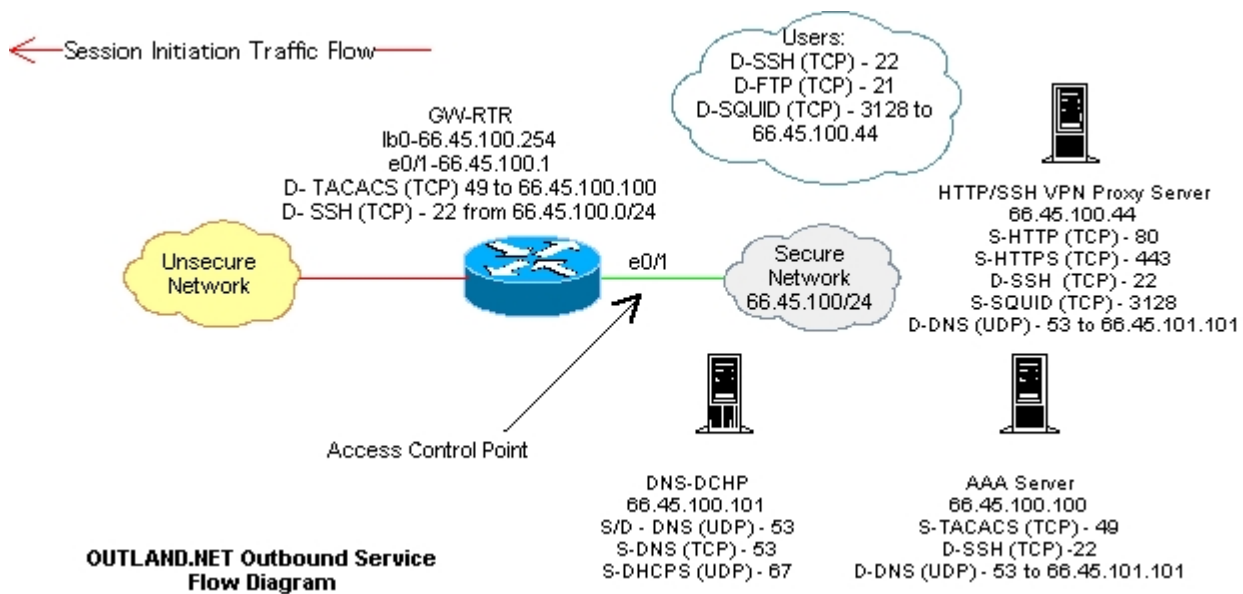 Session Initiation Traffic Flow
Users:
D-SSH (TCP) - 22
D-FTP (TCP) - 21
D-SQUID (TCP) - 3128 to
66.45.100.44
GW-RTR
lb0-66.45.100.254
e0/1-66.45.100.1
D- TACACS (TCP) 49 to 66.45.100.100
D- SSH (TCP) - 22 from 66.45.100.0/24
HTTP/SSH VPN Proxy Server
66.45.100.44
S-HTTP (TCP) - 80
S-HTTPS (TCP) - 443
D-SSH (TCP) - 22
S-SQUID (TCP) - 3128
D-DNS (UDP) - 53 to 66.45.101.101
Unsecure
Network
e0/1
Secure
Network
66.45.100/24
Access Control Point
DNS-DCHP
66.45.100.101
S/D - DNS (UDP) - 53
S-DNS (TCP) - 53
S-DHCPS (UDP) - 67
AAA Server
66.45.100.100
S-TACACS (TCP) - 49
D-SSH (TCP) -22
D-DNS (UDP) - 53 to 66.45.101.101
OUTLAND.NET Outbound Service
Flow Diagram